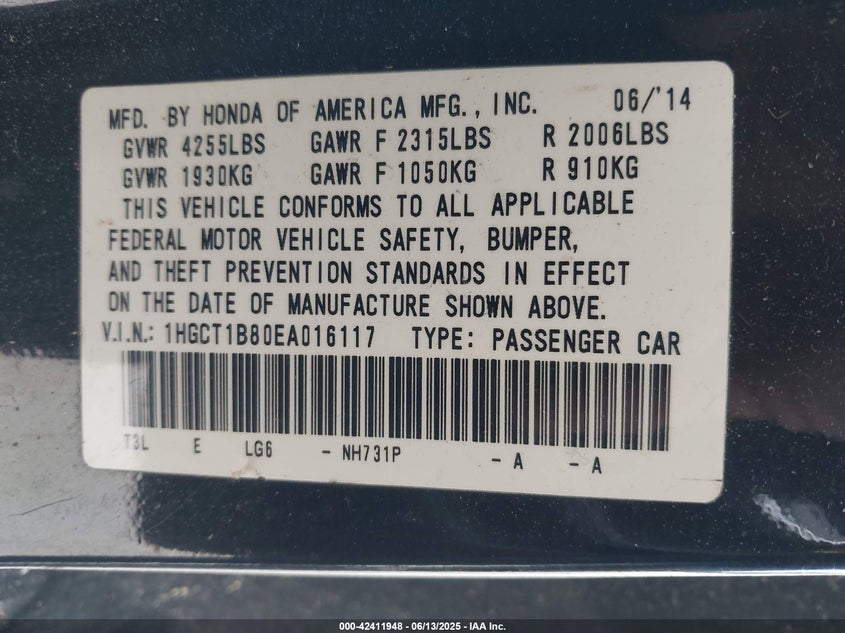 MFD. BY HONDA OF AMERICA MFG., INC. 06/'14
GVWR 4255LBS GAWR F 2315LBS R 2006LBS
GVWR 1930KG GAWR F 1050KG R 910KG
THIS VEHICLE CONFORMS TO ALL APPLICABLE
FEDERAL MOTOR VEHICLE SAFETY, BUMPER,
AND THEFT PREVENTION STANDARDS IN EFFECT
ON THE DATE OF MANUFACTURE SHOWN ABOVE.
V.I.N.: 1HGCT1B80EA016117 TYPE: PASSENGER CAR
T3L E LG6 - NH731P - A - A
000-42411948 - 06/13/2025 - IAA Inc.